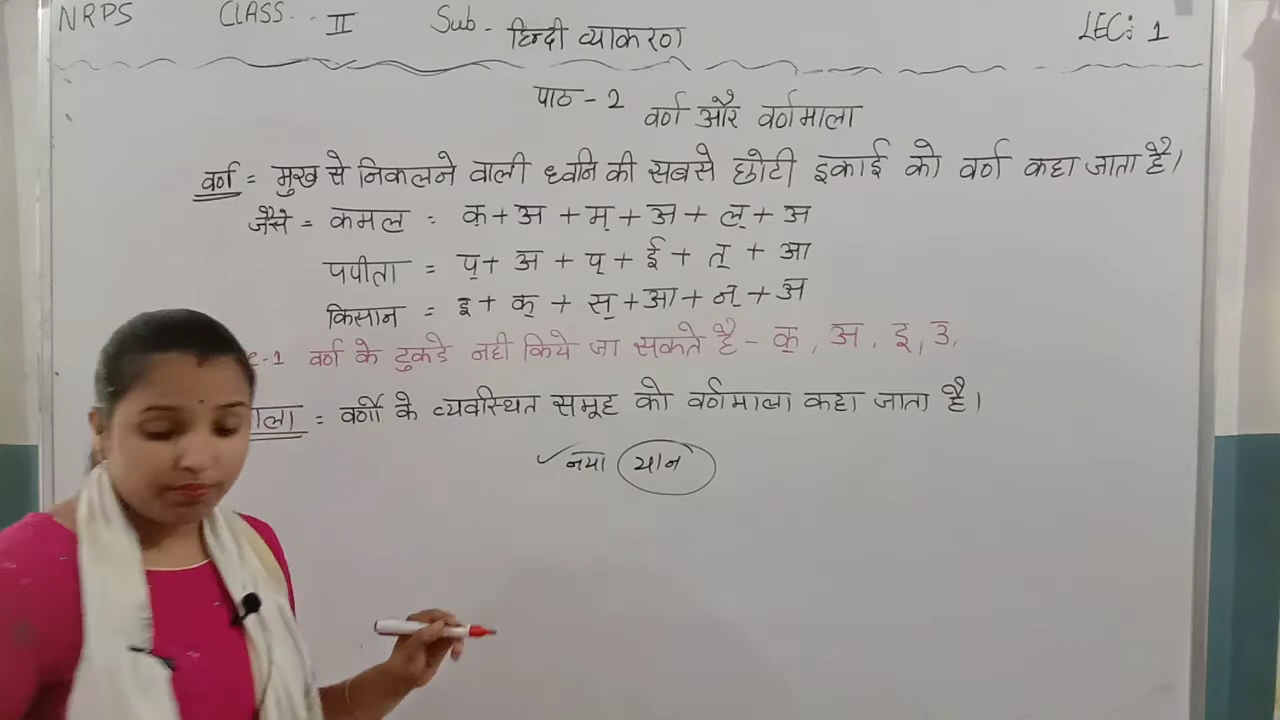 NRPS CLASS.. II Sub - हिन्दी व्याकरण LEC: 1
पाठ - 2 वर्ण और वर्णमाला
वर्ण = मुख से निकलने वाली ध्वनि की सबसे छोटी इकाई को वर्ण कहा जाता है।
जैसे = कमल = क् + अ + म् + अ + ल् + अ
पपीता = प् + अ + प् + ई + त् + आ
किसान = इ + क् + स् + आ + न् + अ
-1 वर्ण के टुकड़े नही किये जा सकते है - क् , अ , इ , उ,
ाला = वर्णो के व्यवस्थित समूह को वर्णमाला कहा जाता है।
✓ नया यान